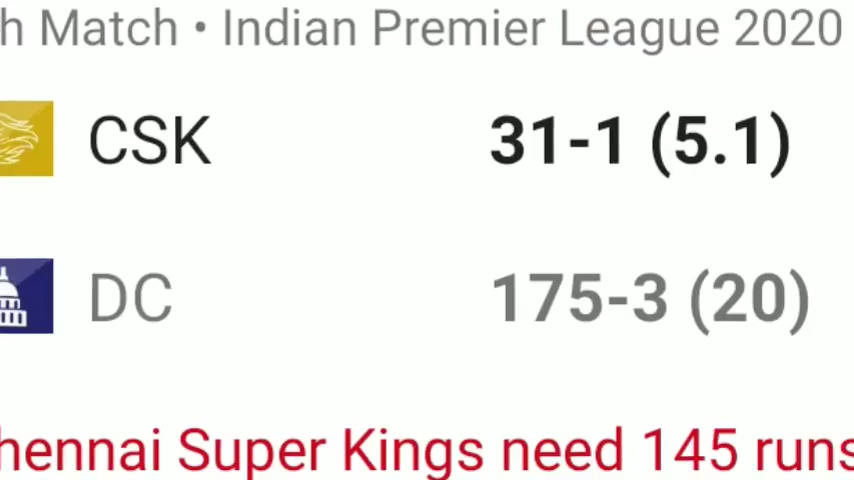 h Match • Indian Premier League 2020
CSK 31-1 (5.1)
DC 175-3 (20)
hennai Super Kings need 145 runs